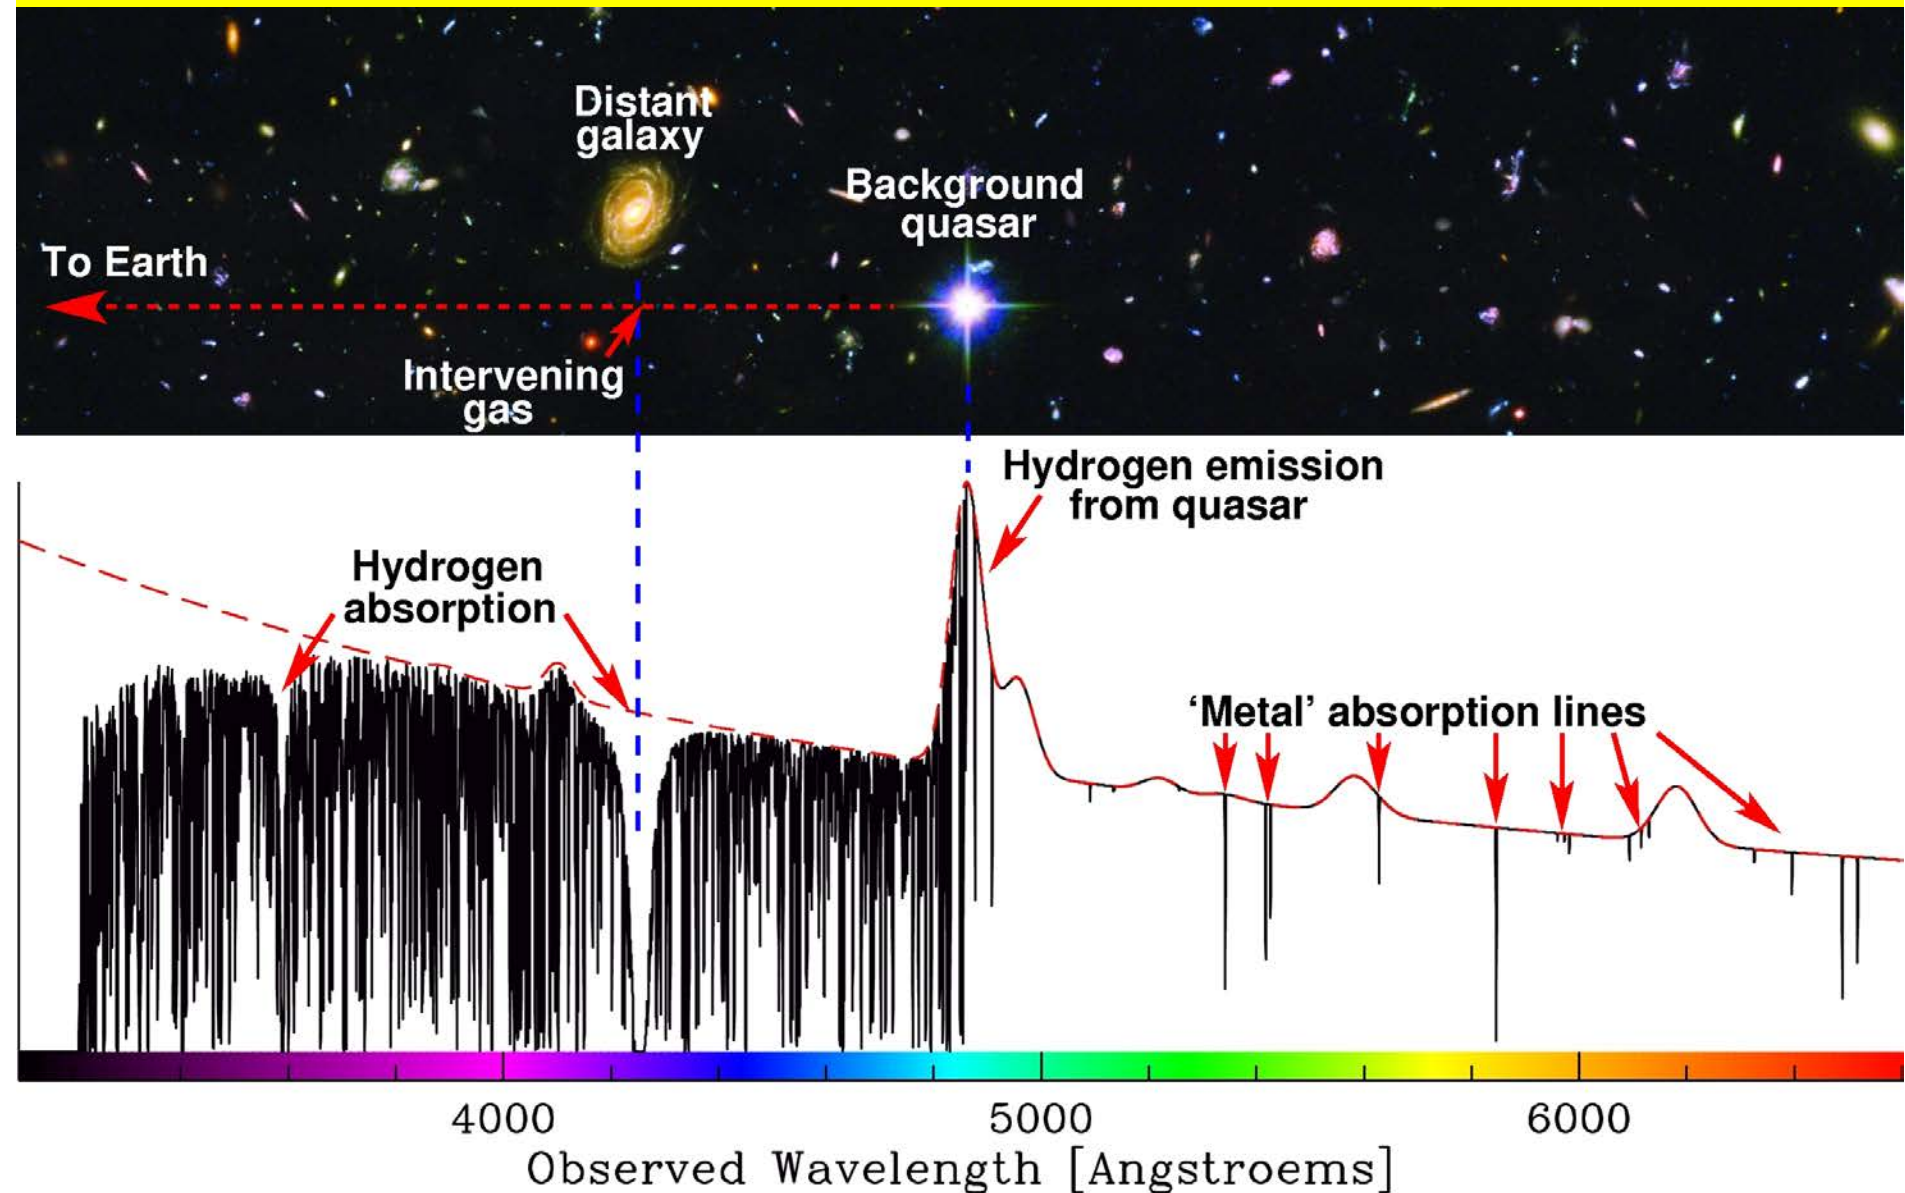 Distant
galaxy
Background
quasar
To Earth
Intervening
gas
Hydrogen emission
from quasar
Hydrogen
absorption
‘Metal’ absorption lines
4000 5000 6000
Observed Wavelength [Angstroems]